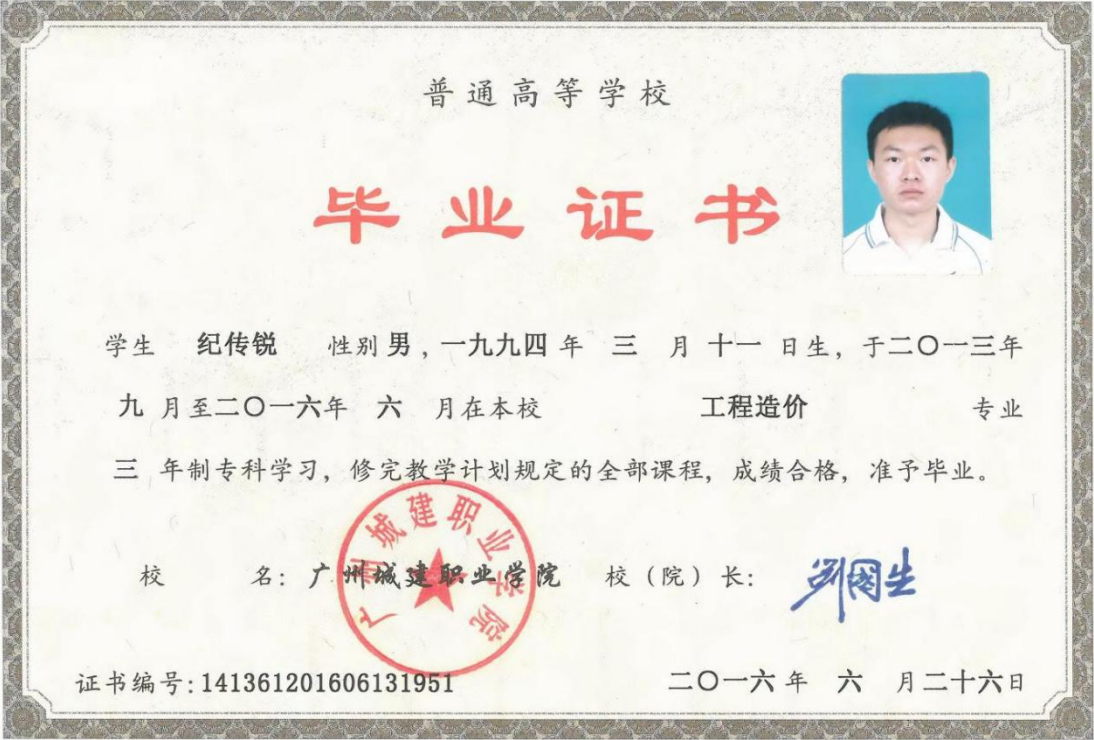 普通高等学校
毕业证书
学生 纪传锐 性别 男，一九九四 年 三 月 十一 日生，于二〇一三年
九 月至二〇一六年 六 月在本校 工程造价 专业
三 年制专科学习，修完教学计划规定的全部课程，成绩合格，准予毕业。
广州城建职业学院
校 名：广州城建职业学院 校（院）长：刘国生
证书编号：141361201606131951 二〇一六 年 六 月二十六日